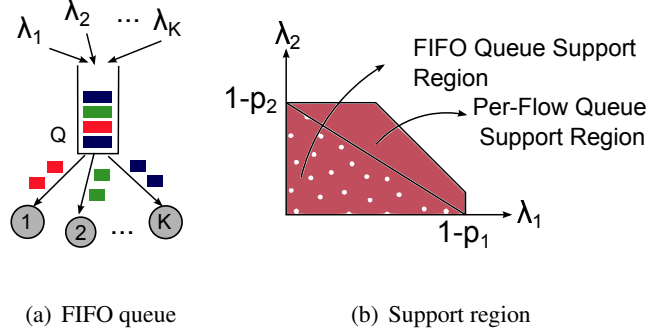 λ1 λ2 ... λK
Q
1 2 ... K
(a) FIFO queue
λ2
FIFO Queue Support
Region
1-p2
Per-Flow Queue
Support Region
1-p1
λ1
(b) Support region